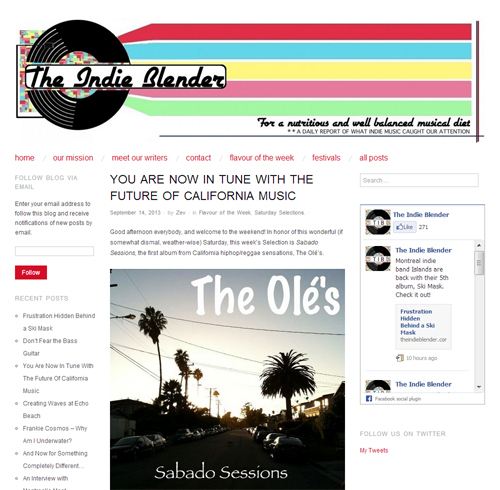 The Indie Blender
For a nutritious and well balanced musical diet
* * A DAILY REPORT OF WHAT INDIE MUSIC CAUGHT OUR ATTENTION
home / our mission / meet our writers / contact / flavour of the week / festivals / all posts
FOLLOW BLOG VIA
EMAIL
Enter your email address to
follow this blog and receive
notifications of new posts by
email.
Follow
RECENT POSTS
Frustration Hidden Behind
a Ski Mask
Don't Fear the Bass
Guitar
You Are Now In Tune With
The Future Of California
Music
Creating Waves at Echo
Beach
Frankie Cosmos – Why
Am I Underwater?
And Now for Something
Completely Different…
An Interview with
YOU ARE NOW IN TUNE WITH THE
FUTURE OF CALIFORNIA MUSIC
September 14, 2013 · by Zev · in Flavour of the Week, Saturday Selections.
Good afternoon everybody, and welcome to the weekend! In honor of this wonderful (if
somewhat dismal, weather-wise) Saturday, this week's Selection is Sabado
Sessions, the first album from California hiphop/reggae sensations, The Olé's.
The Olé's
Sabado Sessions
Search ...
The Indie Blender
Like 271
The Indie Blender
Montreal indie
band Islands are
back with their 5th
album, Ski Mask.
Check it out!
Frustration
Hidden
Behind a Ski
Mask
theindieblender.cor
10 hours ago
The Indie Blender
Facebook social plugin
FOLLOW US ON TWITTER
My Tweets